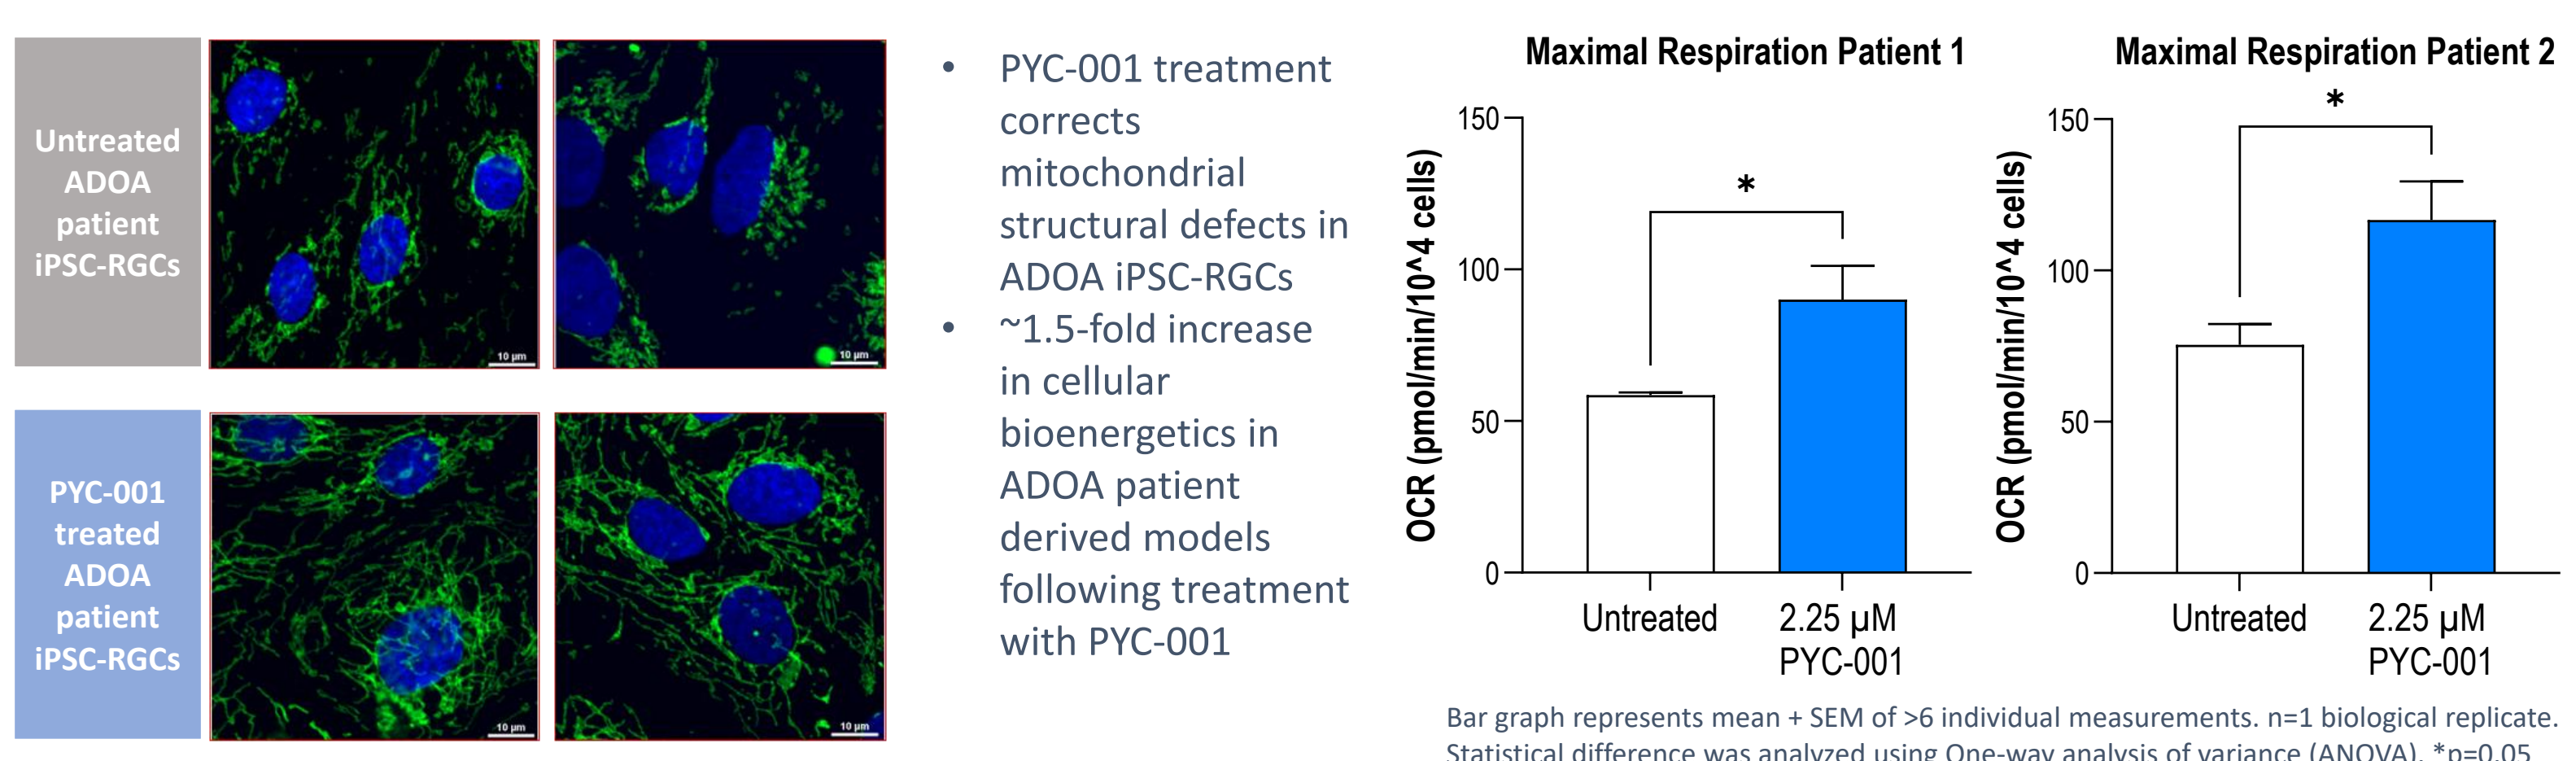 Untreated
ADOA
patient
iPSC-RGCs
10 µm
10 µm
PYC-001
treated
ADOA
patient
iPSC-RGCs
10 µm
10 µm
• PYC-001 treatment
corrects
mitochondrial
structural defects in
ADOA iPSC-RGCs
• ~1.5-fold increase
in cellular
bioenergetics in
ADOA patient
derived models
following treatment
with PYC-001
Maximal Respiration Patient 1
OCR (pmol/min/10^4 cells)
150
100
50
0
*
Untreated
2.25 µM
PYC-001
Maximal Respiration Patient 2
OCR (pmol/min/10^4 cells)
150
100
50
0
*
Untreated
2.25 µM
PYC-001
Bar graph represents mean + SEM of >6 individual measurements. n=1 biological replicate.
Statistical difference was analyzed using One-way analysis of variance (ANOVA). *p=0.05